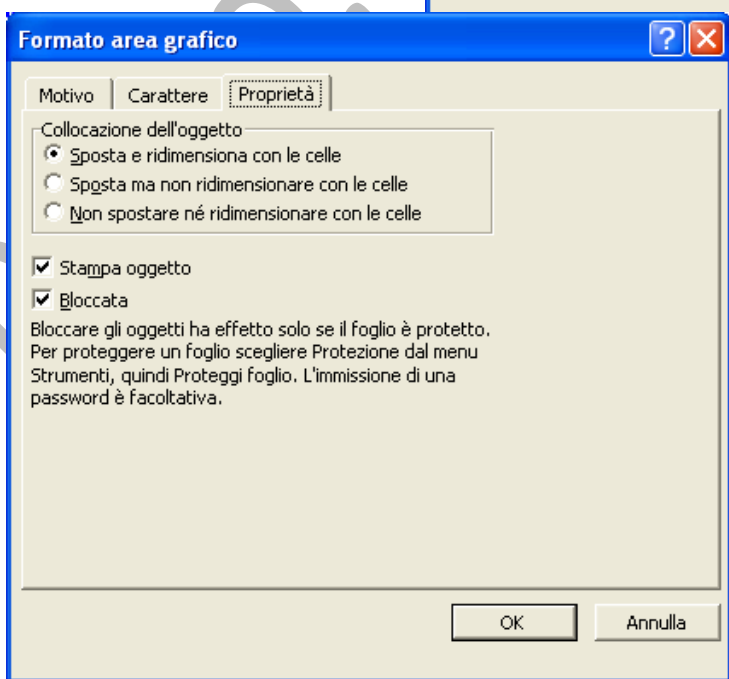 Formato area grafico
Motivo Carattere Proprietà
Collocazione dell'oggetto
Sposta e ridimensiona con le celle
Sposta ma non ridimensionare con le celle
Non spostare né ridimensionare con le celle
Stampa oggetto
Bloccata
Bloccare gli oggetti ha effetto solo se il foglio è protetto.
Per proteggere un foglio scegliere Protezione dal menu
Strumenti, quindi Proteggi foglio. L'immissione di una
password è facoltativa.
OK Annulla